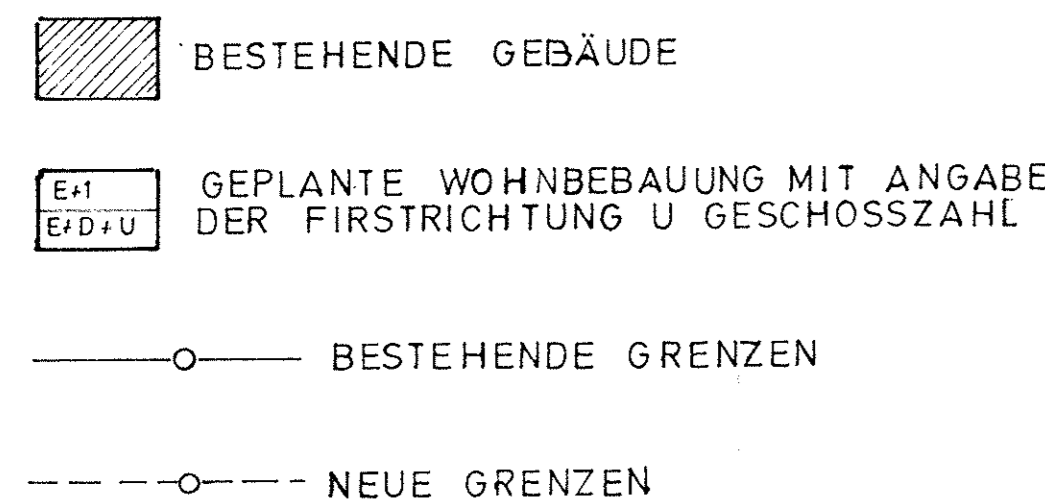 BESTEHENDE GEBÄUDE
E+1
E+D+U
GEPLANTE WOHNBEBAUUNG MIT ANGABE
DER FIRSTRICHTUNG U GESCHOSSZAHL
BESTEHENDE GRENZEN
NEUE GRENZEN